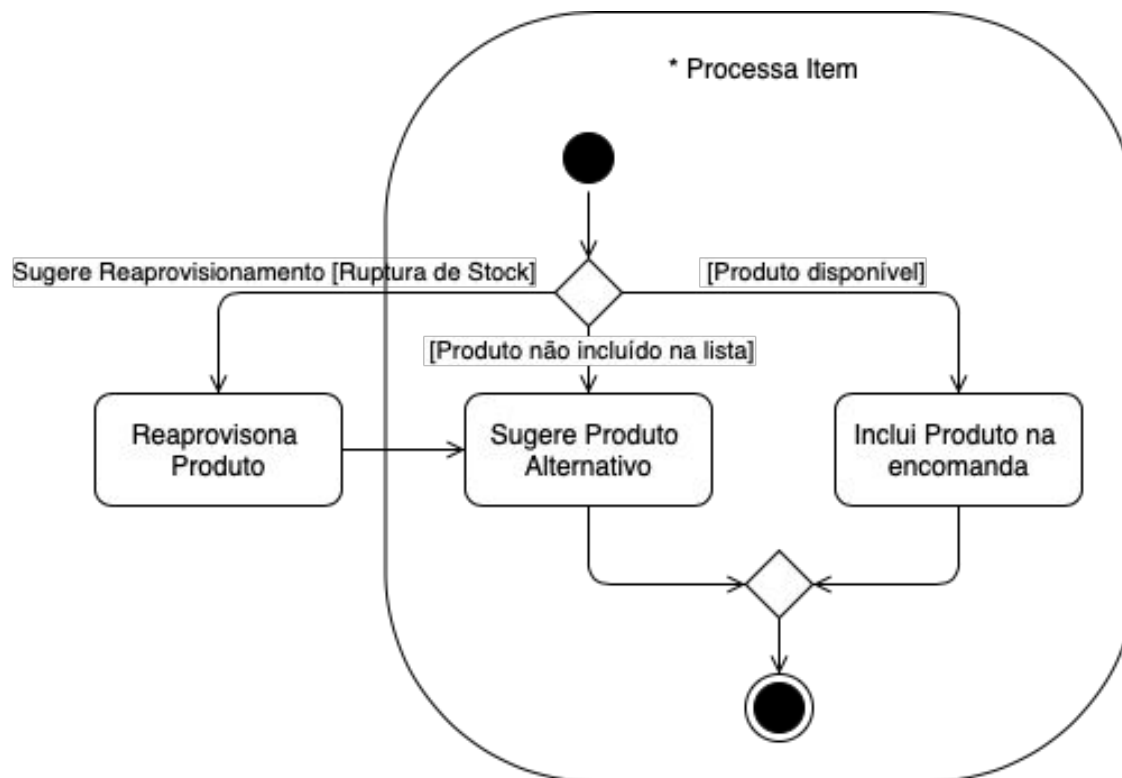 * Processa Item
Sugere Reaprovisionamento [Ruptura de Stock]
[Produto disponível]
[Produto não incluído na lista]
Reaprovisona
Produto
Sugere Produto
Alternativo
Inclui Produto na
encomanda